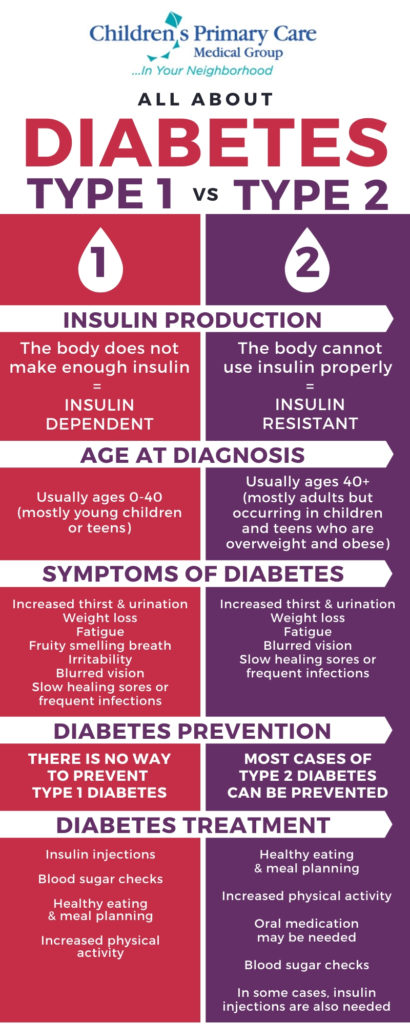 Children's Primary Care
Medical Group
...In Your Neighborhood
ALL ABOUT
DIABETES
TYPE 1 VS TYPE 2
1
2
INSULIN PRODUCTION
The body does not
make enough insulin
=
INSULIN
DEPENDENT
The body cannot
use insulin properly
=
INSULIN
RESISTANT
AGE AT DIAGNOSIS
Usually ages 0-40
(mostly young children
or teens)
Usually ages 40+
(mostly adults but
occurring in children
and teens who are
overweight and obese)
SYMPTOMS OF DIABETES
Increased thirst & urination
Weight loss
Fatigue
Fruity smelling breath
Irritability
Blurred vision
Slow healing sores or
frequent infections
Increased thirst & urination
Weight loss
Fatigue
Blurred vision
Slow healing sores or
frequent infections
DIABETES PREVENTION
THERE IS NO WAY
TO PREVENT
TYPE 1 DIABETES
MOST CASES OF
TYPE 2 DIABETES
CAN BE PREVENTED
DIABETES TREATMENT
Insulin injections
Blood sugar checks
Healthy eating
& meal planning
Increased physical
activity
Healthy eating
& meal planning
Increased physical activity
Oral medication
may be needed
Blood sugar checks
In some cases, insulin
injections are also needed